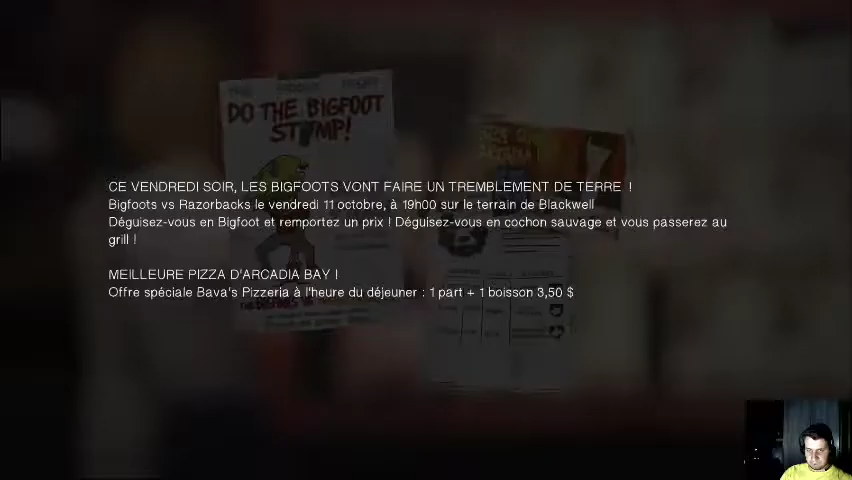 DO THE BIGFOOT
STOMP!
CE VENDREDI SOIR, LES BIGFOOTS VONT FAIRE UN TREMBLEMENT DE TERRE !
Bigfoots vs Razorbacks le vendredi 11 octobre, à 19h00 sur le terrain de Blackwell
Déguisez-vous en Bigfoot et remportez un prix ! Déguisez-vous en cochon sauvage et vous passerez au
grill !
MEILLEURE PIZZA D'ARCADIA BAY !
Offre spéciale Bava's Pizzeria à l'heure du déjeuner : 1 part + 1 boisson 3,50 $